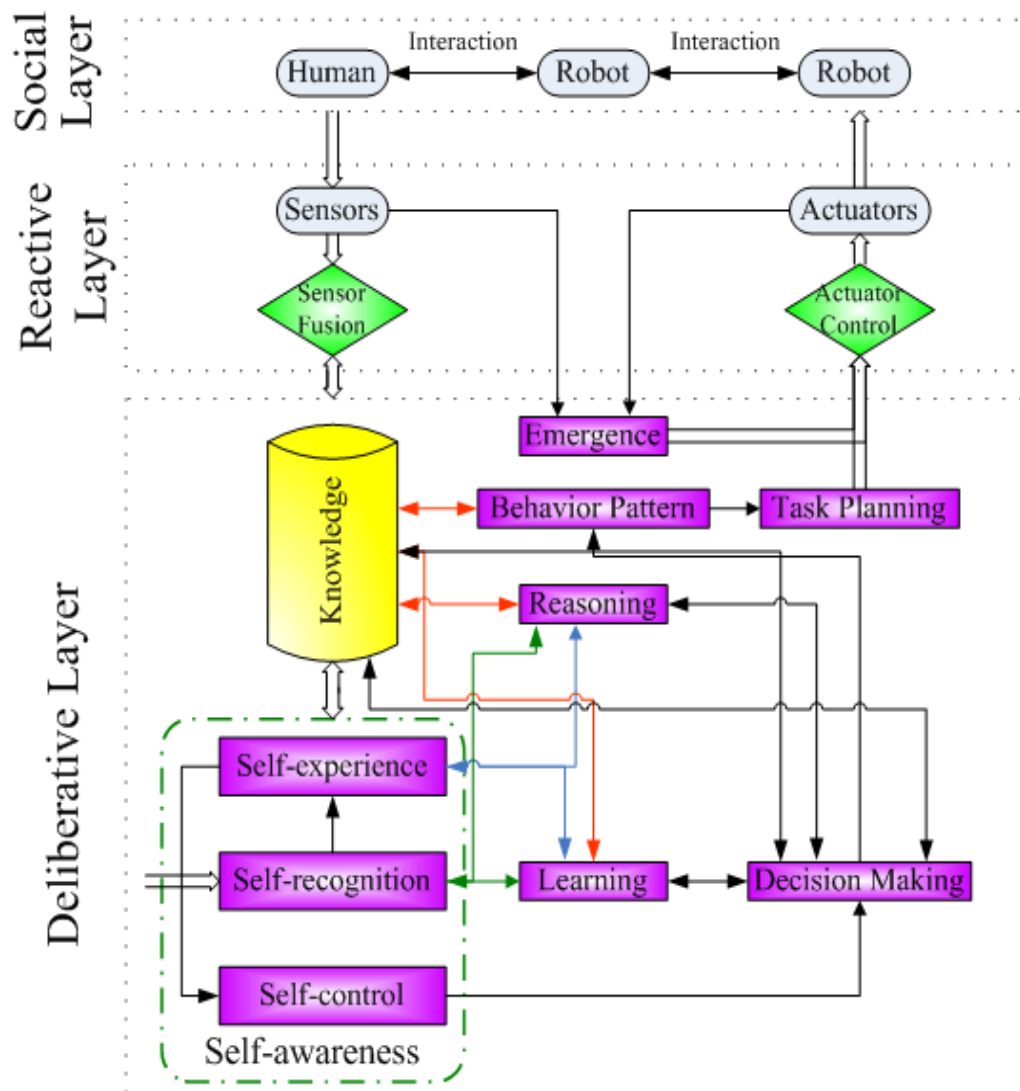 Social
Layer
Interaction
Interaction
Human
Robot
Robot
Reactive
Layer
Sensors
Actuators
Sensor
Fusion
Actuator
Control
Deliberative Layer
Emergence
Knowledge
Behavior Pattern
Task Planning
Reasoning
Self-experience
Self-recognition
Learning
Decision Making
Self-control
Self-awareness